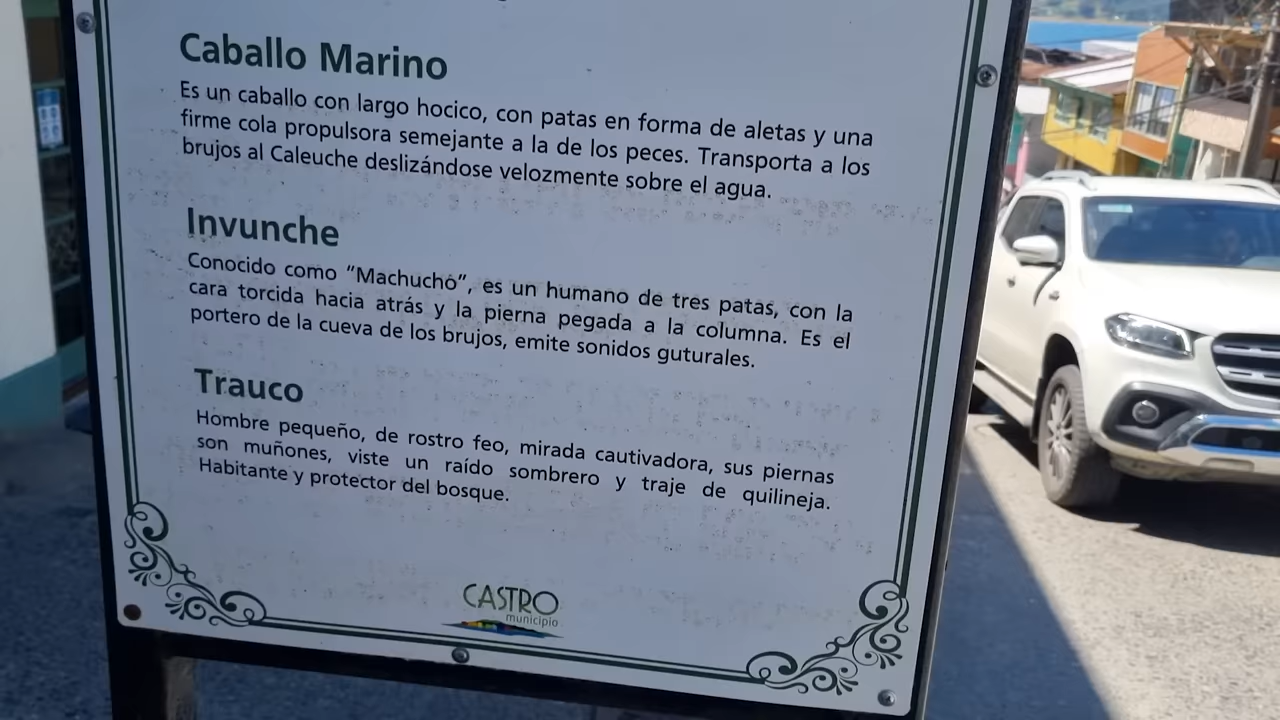 Caballo Marino
Es un caballo con largo hocico, con patas en forma de aletas y una
firme cola propulsora semejante a la de los peces. Transporta a los
brujos al Caleuche deslizándose velozmente sobre el agua.
Invunche
Conocido como “Machucho”, es un humano de tres patas, con la
cara torcida hacia atrás y la pierna pegada a la columna. Es el
portero de la cueva de los brujos, emite sonidos guturales.
Trauco
Hombre pequeño, de rostro feo, mirada cautivadora, sus piernas
son muñones, viste un raído sombrero y traje de quilineja.
Habitante y protector del bosque.
CASTRO
municipio